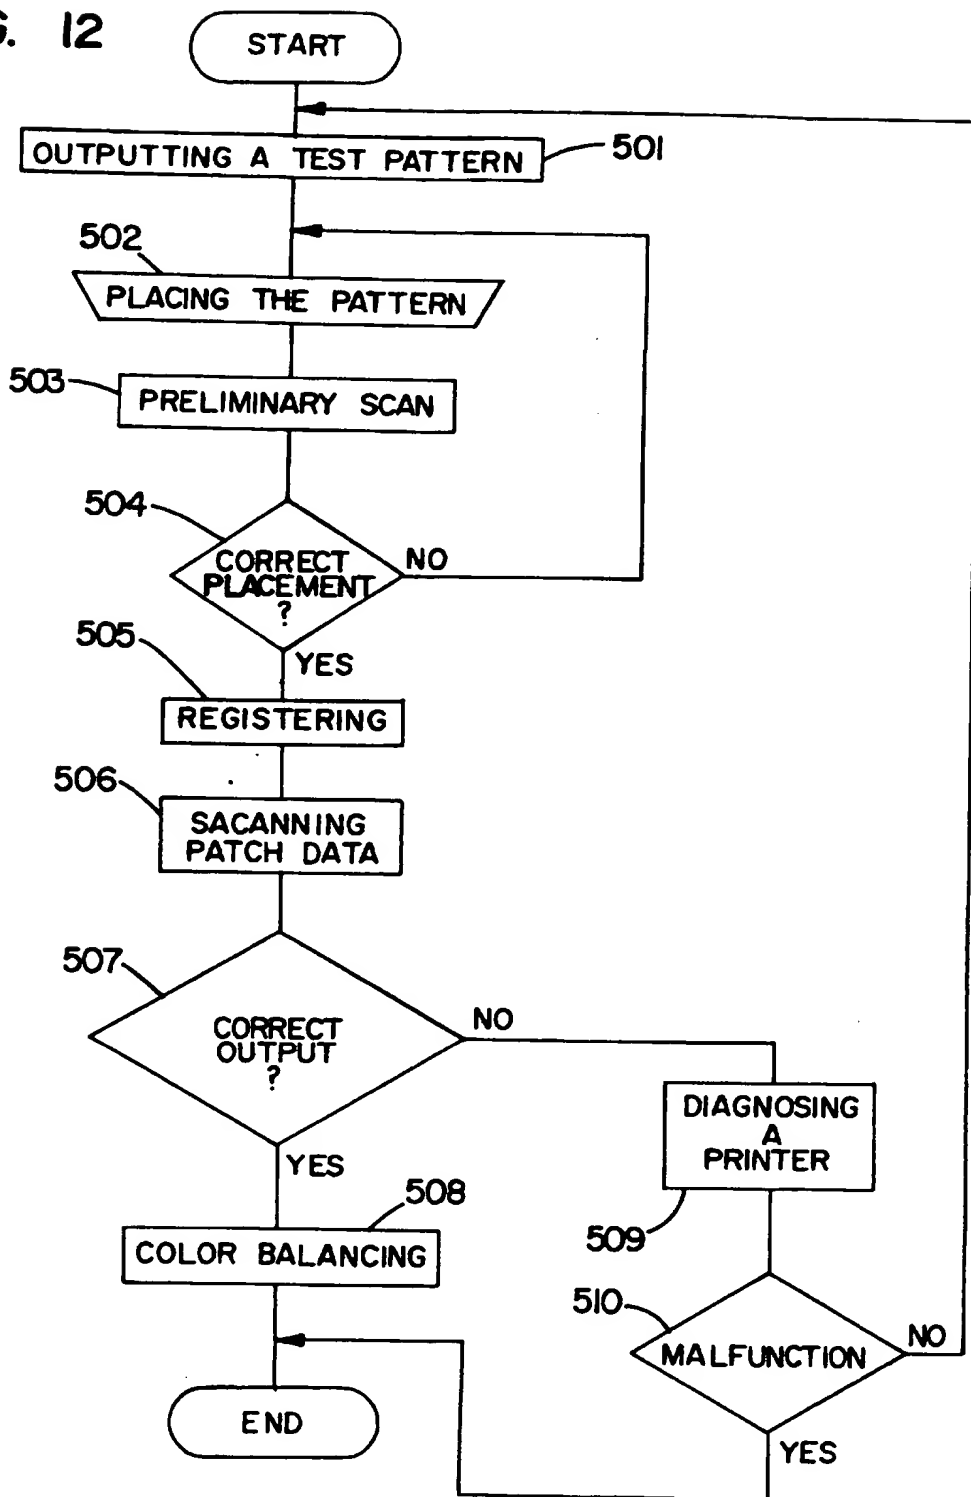 G. 12
START
OUTPUTTING A TEST PATTERN
501
502
PLACING THE PATTERN
503
PRELIMINARY SCAN
504
CORRECT
PLACEMENT
?
NO
505
YES
REGISTERING
506
SACANNING
PATCH DATA
507
CORRECT
OUTPUT
?
NO
DIAGNOSING
A
PRINTER
YES
508
509
COLOR BALANCING
510
MALFUNCTION
NO
END
YES